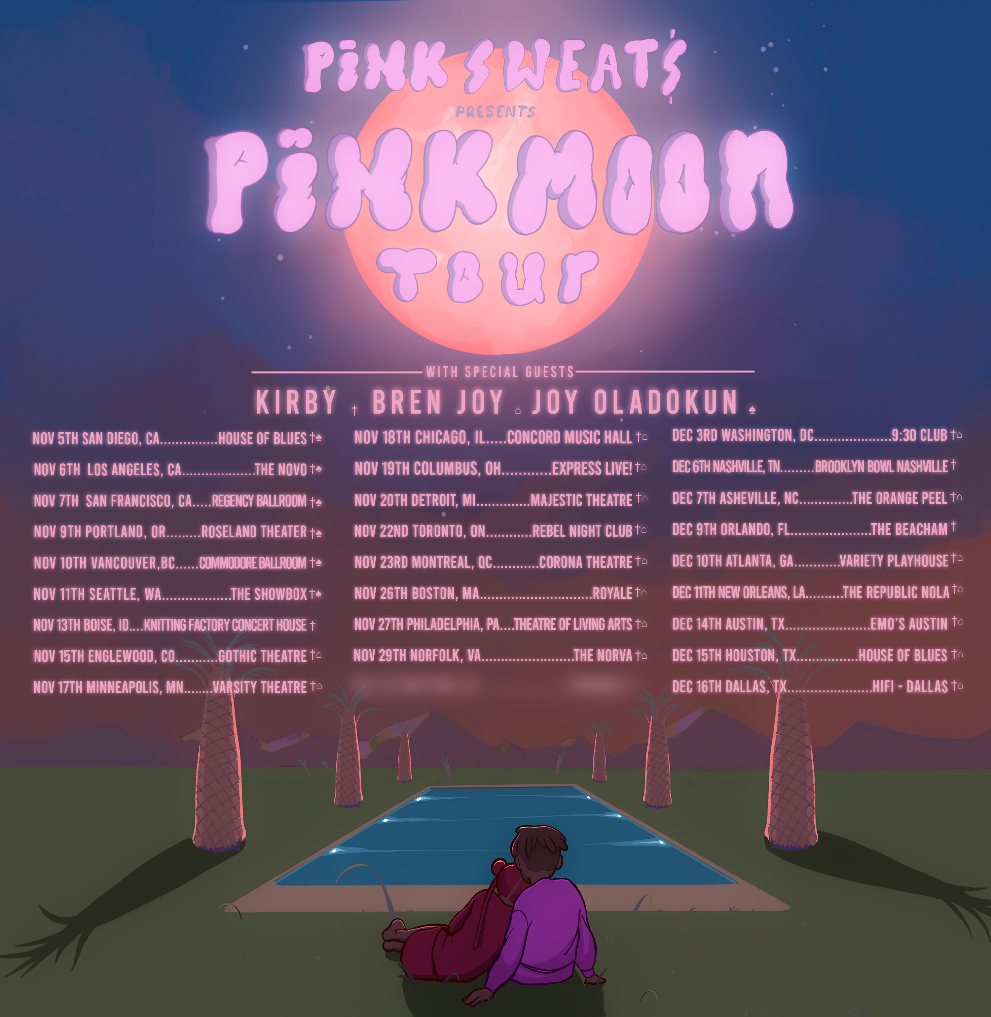 PiNK SWEAT$
PRESENTS
PiNK MOON
TOUR
WITH SPECIAL GUESTS
KIRBY † BREN JOY ⌂ JOY OLADOKUN ♠
NOV 5TH SAN DIEGO, CA..............HOUSE OF BLUES†♠
NOV 6TH LOS ANGELES, CA..................THE NOVO†♠
NOV 7TH SAN FRANCISCO, CA.....REGENCY BALLROOM†♠
NOV 9TH PORTLAND, OR........ROSELAND THEATER†♠
NOV 10TH VANCOUVER,BC......COMMODORE BALLROOM†♠
NOV 11TH SEATTLE, WA.................THE SHOWBOX†♠
NOV 13TH BOISE, ID....KNITTING FACTORY CONCERT HOUSE†
NOV 15TH ENGLEWOOD, CO..........GOTHIC THEATRE†⌂
NOV 17TH MINNEAPOLIS, MN.......VARSITY THEATRE†⌂
NOV 18TH CHICAGO, IL.....CONCORD MUSIC HALL†⌂
NOV 19TH COLUMBUS, OH............EXPRESS LIVE!†⌂
NOV 20TH DETROIT, MI.............MAJESTIC THEATRE†⌂
NOV 22ND TORONTO, ON...........REBEL NIGHT CLUB†⌂
NOV 23RD MONTREAL, QC...........CORONA THEATRE†⌂
NOV 26TH BOSTON, MA...........................ROYALE†⌂
NOV 27TH PHILADELPHIA, PA....THEATRE OF LIVING ARTS†⌂
NOV 29TH NORFOLK, VA......................THE NORVA†⌂
DEC 3RD WASHINGTON, DC..................9:30 CLUB†⌂
DEC 6TH NASHVILLE, TN.........BROOKLYN BOWL NASHVILLE†
DEC 7TH ASHEVILLE, NC.............THE ORANGE PEEL†⌂
DEC 9TH ORLANDO, FL...................THE BEACHAM†
DEC 10TH ATLANTA, GA..........VARIETY PLAYHOUSE†⌂
DEC 11TH NEW ORLEANS, LA.........THE REPUBLIC NOLA†⌂
DEC 14TH AUSTIN, TX...................EMO'S AUSTIN†⌂
DEC 15TH HOUSTON, TX..............HOUSE OF BLUES†⌂
DEC 16TH DALLAS, TX...................HIFI - DALLAS†⌂